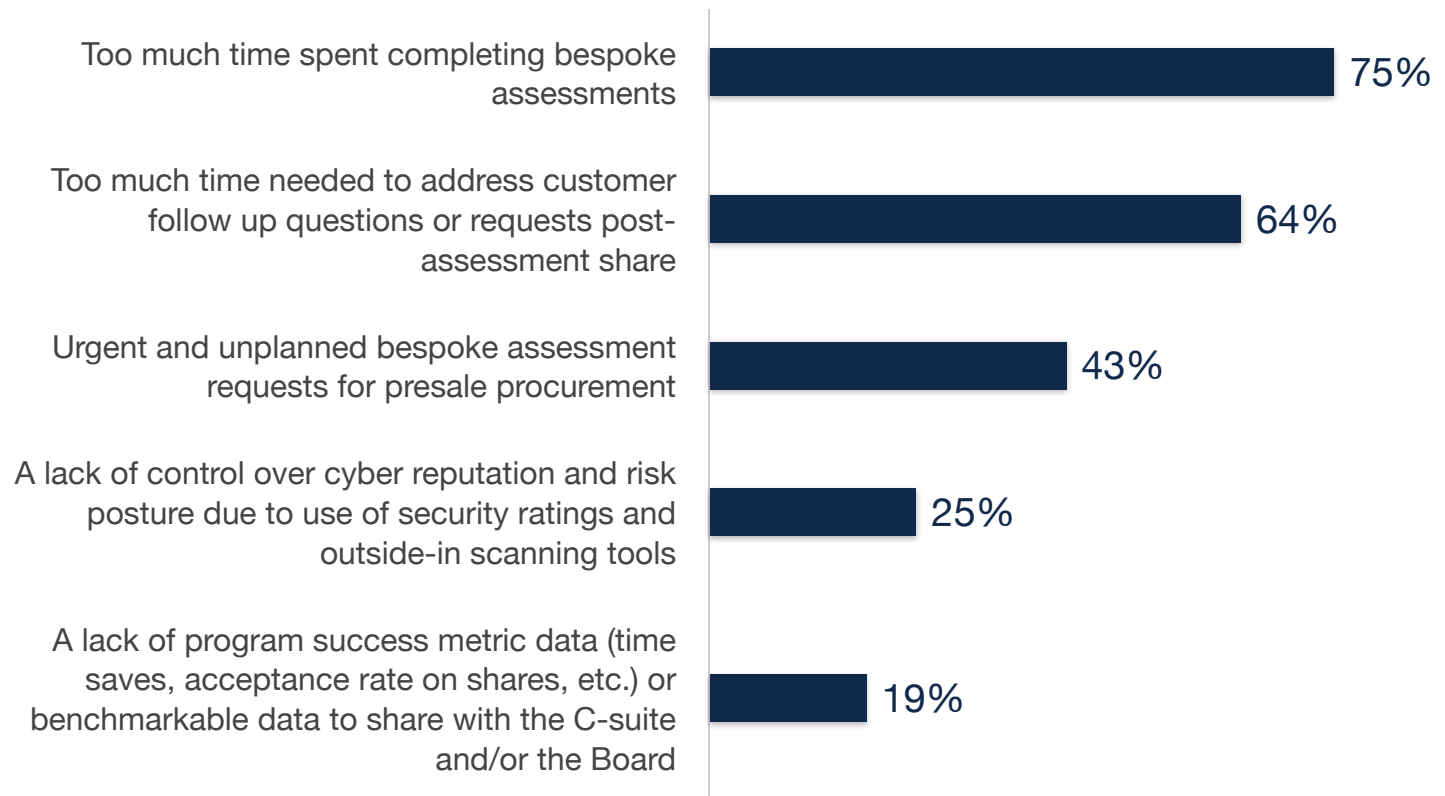 Too much time spent completing bespoke
assessments
75%
Too much time needed to address customer
follow up questions or requests post-
assessment share
64%
Urgent and unplanned bespoke assessment
requests for presale procurement
43%
A lack of control over cyber reputation and risk
posture due to use of security ratings and
outside-in scanning tools
25%
A lack of program success metric data (time
saves, acceptance rate on shares, etc.) or
benchmarkable data to share with the C-suite
and/or the Board
19%